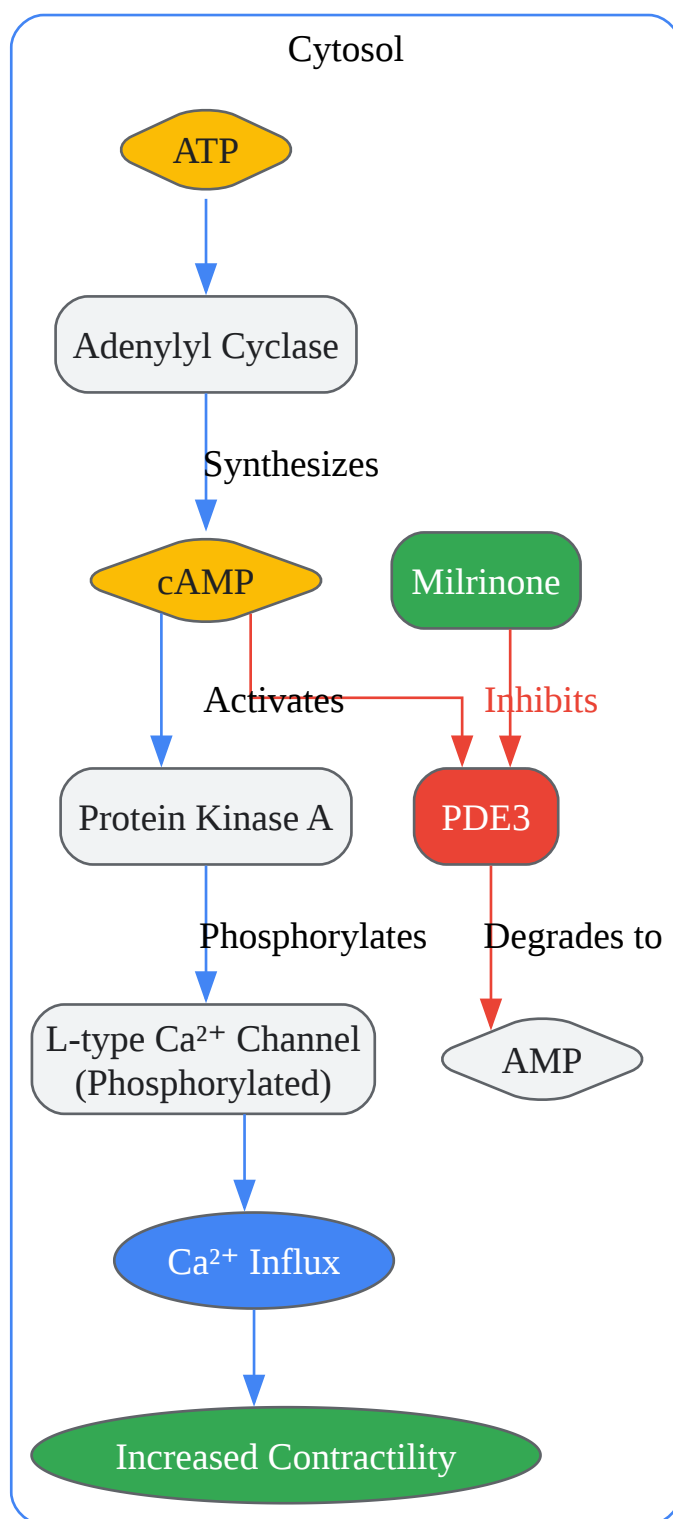 Cytosol
ATP
Adenylyl Cyclase
Synthesizes
cAMP
Milrinone
Activates
Inhibits
Protein Kinase A
PDE3
Phosphorylates
Degrades to
L-type Ca²⁺ Channel
(Phosphorylated)
AMP
Ca²⁺ Influx
Increased Contractility